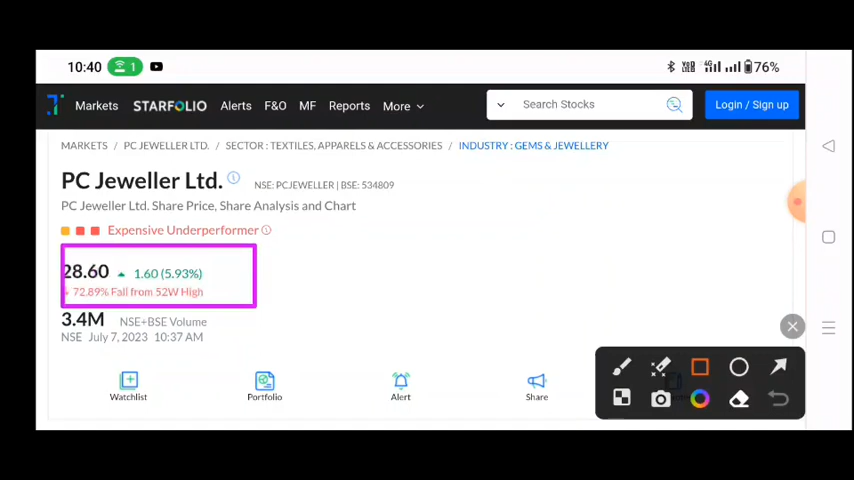 10:40 1 76%
Markets STARFOLIO Alerts F&O MF Reports More Search Stocks Login / Sign up
MARKETS / PC JEWELLER LTD. / SECTOR : TEXTILES, APPARELS & ACCESSORIES / INDUSTRY : GEMS & JEWELLERY
PC Jeweller Ltd. NSE: PCJEWELLER | BSE: 534809
PC Jeweller Ltd. Share Price, Share Analysis and Chart
Expensive Underperformer
28.60 1.60 (5.93%)
72.89% Fall from 52W High
3.4M NSE+BSE Volume
NSE July 7, 2023 10:37 AM
Watchlist Portfolio Alert Share